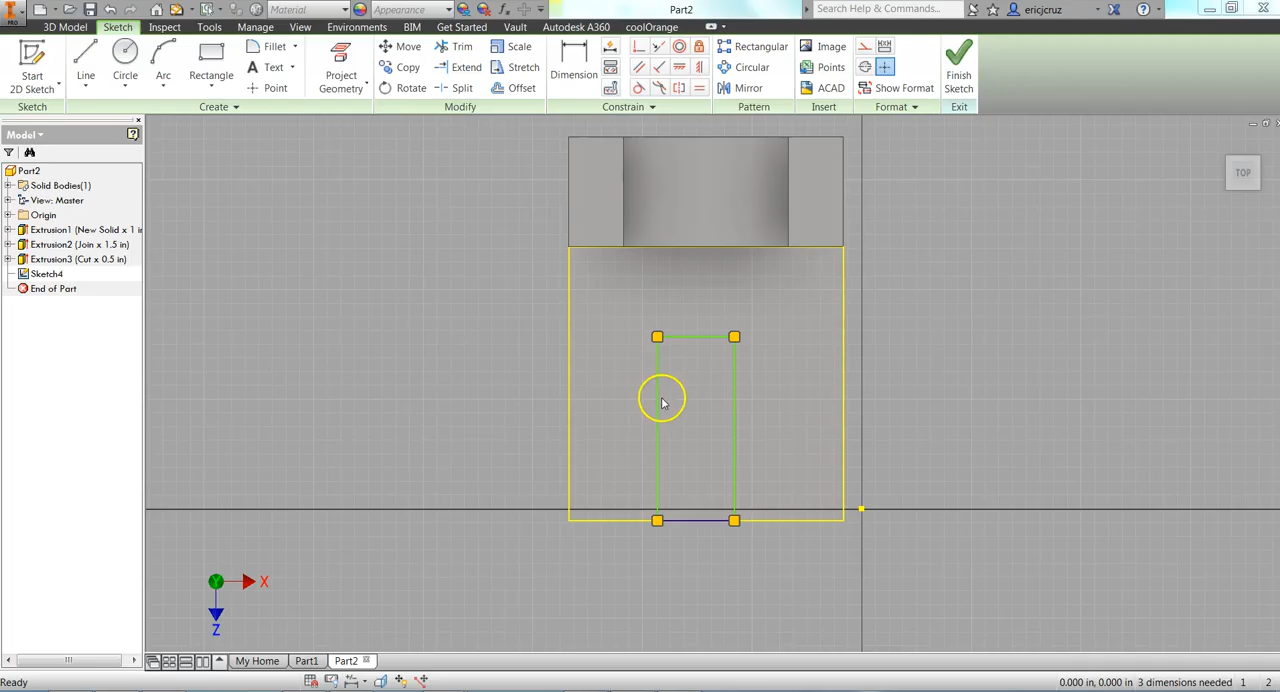 Material
Appearance
Part2
Search Help & Commands...
ericjcruz
MInO
3D Model Sketch Inspect Tools Manage View Environments BIM Get Started Vault Autodesk A360 coolOrange
Start
2D Sketch
Line
Circle
Arc
Rectangle
Fillet
Text
Point
Project
Geometry
Move
Copy
Rotate
Trim
Extend
Split
Scale
Stretch
Offset
Dimension
Rectangular
Circular
Mirror
Image
Points
ACAD
Show Format
Finish
Sketch
Sketch Create Modify Constrain Pattern Insert Format Exit
Model
Part2
Solid Bodies(1)
View: Master
Origin
Extrusion1 (New Solid x 1 in
Extrusion2 (Join x 1.5 in)
Extrusion3 (Cut x 0.5 in)
Sketch4
End of Part
TOP
Y
X
Z
My Home Part1 Part2
Ready
0.000 in, 0.000 in 3 dimensions needed 1 2